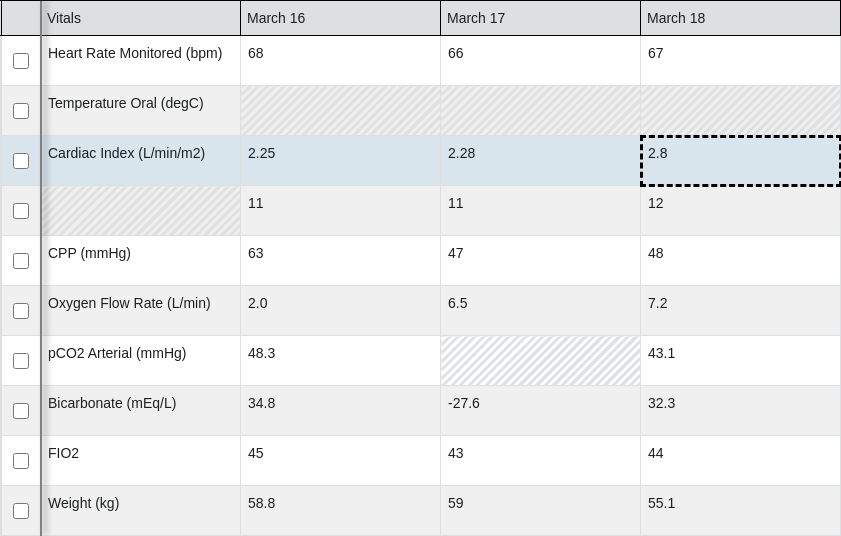 Vitals March 16 March 17 March 18
Heart Rate Monitored (bpm) 68 66 67
Temperature Oral (degC)
Cardiac Index (L/min/m2) 2.25 2.28 2.8
11 11 12
CPP (mmHg) 63 47 48
Oxygen Flow Rate (L/min) 2.0 6.5 7.2
pCO2 Arterial (mmHg) 48.3 43.1
Bicarbonate (mEq/L) 34.8 -27.6 32.3
FIO2 45 43 44
Weight (kg) 58.8 59 55.1